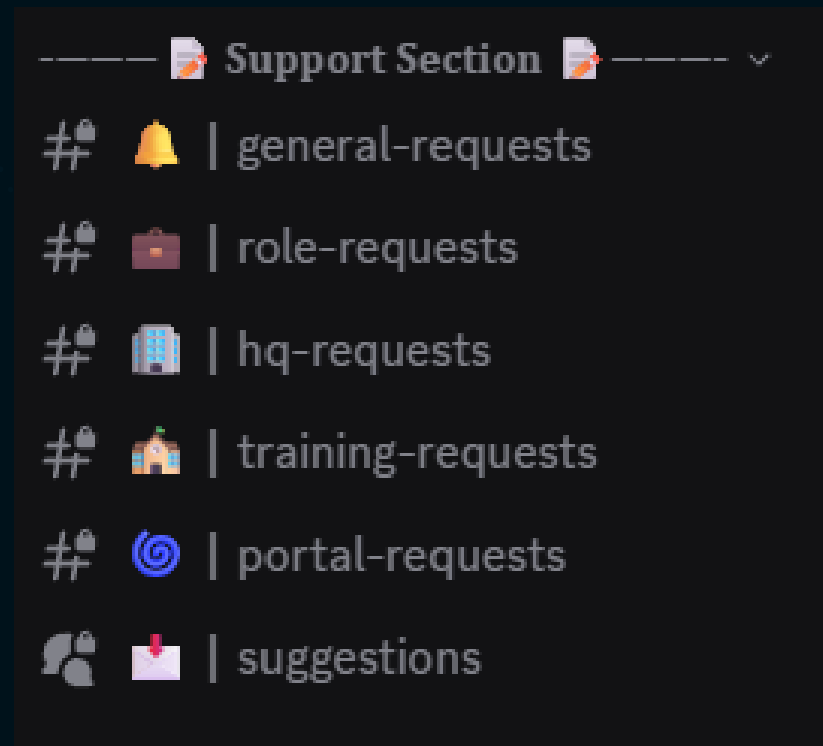 ———— 📝 Support Section 📝 ————
# 🔔 | general-requests
# 💼 | role-requests
# 🏢 | hq-requests
# 🏫 | training-requests
# 🌀 | portal-requests
📩 | suggestions